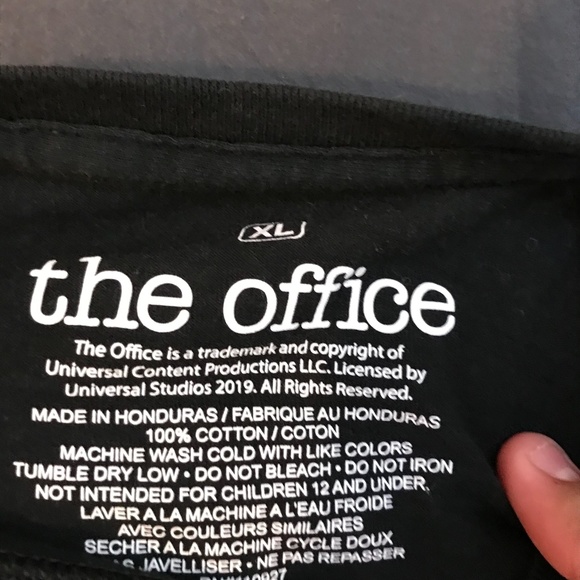 XL
the office
The Office is a trademark and copyright of
Universal Content Productions LLC. Licensed by
Universal Studios 2019. All Rights Reserved.
MADE IN HONDURAS / FABRIQUE AU HONDURAS
100% COTTON / COTON
MACHINE WASH COLD WITH LIKE COLORS
TUMBLE DRY LOW • DO NOT BLEACH • DO NOT IRON
NOT INTENDED FOR CHILDREN 12 AND UNDER.
LAVER A LA MACHINE A L'EAU FROIDE
AVEC COULEURS SIMILAIRES
SECHER A LA MACHINE CYCLE DOUX
JAVELLISER • NE PAS REPASSER